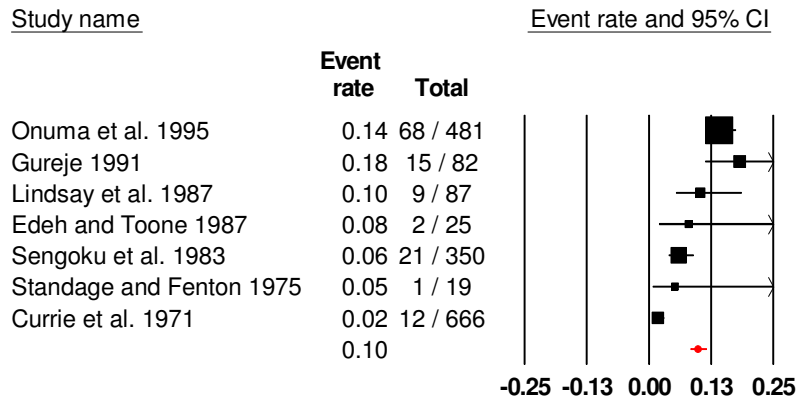 Study name Event rate and 95% CI
Event
rate Total
Onuma et al. 1995 0.14 68 / 481
Gureje 1991 0.18 15 / 82
Lindsay et al. 1987 0.10 9 / 87
Edeh and Toone 1987 0.08 2 / 25
Sengoku et al. 1983 0.06 21 / 350
Standage and Fenton 1975 0.05 1 / 19
Currie et al. 1971 0.02 12 / 666
0.10
-0.25 -0.13 0.00 0.13 0.25